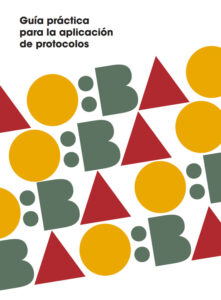 Guía práctica
para la aplicación
de protocolos